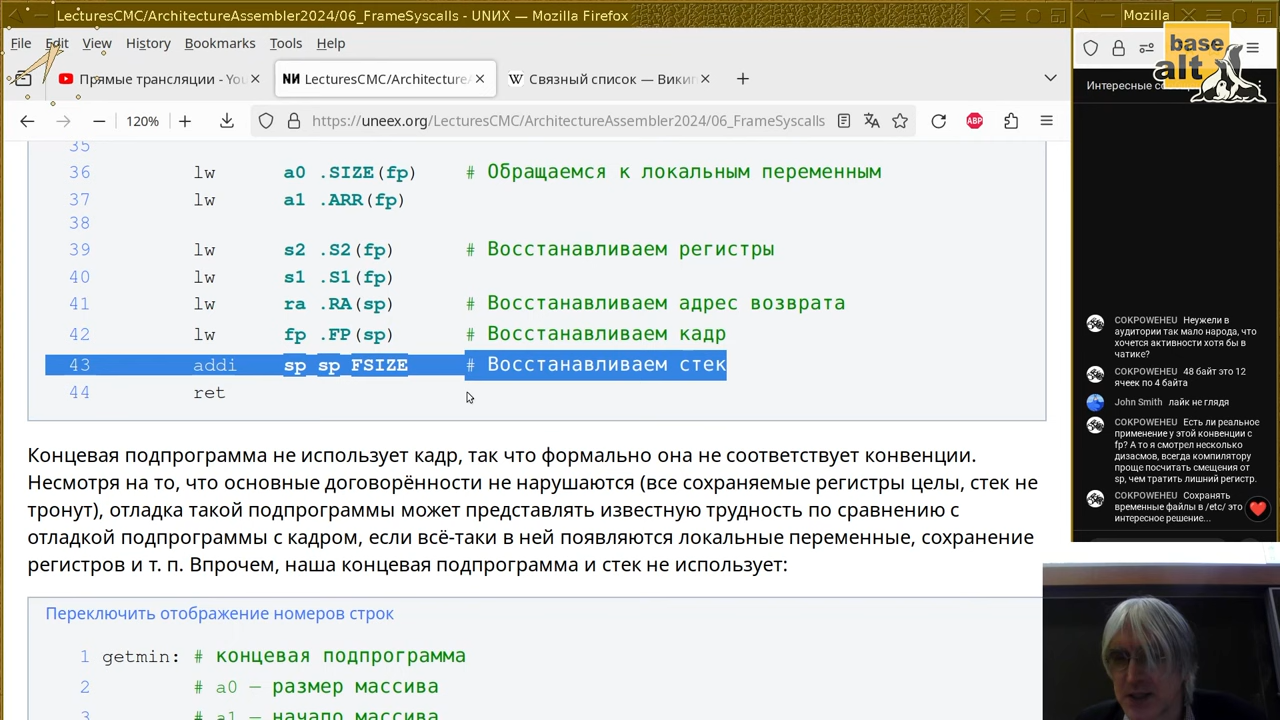 LecturesCMC/ArchitectureAssembler2024/06_FrameSyscalls - UNИX — Mozilla Firefox
Mozilla
File Edit View History Bookmarks Tools Help
Прямые трансляции - You
LecturesCMC/Architecture
Связный список — Вики
120%
https://uneex.org/LecturesCMC/ArchitectureAssembler2024/06_FrameSyscalls
ABP
base
alt
35
36 lw a0 .SIZE(fp) # Обращаемся к локальным переменным
37 lw a1 .ARR(fp)
38
39 lw s2 .S2(fp) # Восстанавливаем регистры
40 lw s1 .S1(fp)
41 lw ra .RA(sp) # Восстанавливаем адрес возврата
42 lw fp .FP(sp) # Восстанавливаем кадр
43 addi sp sp FSIZE # Восстанавливаем стек
44 ret
Концевая подпрограмма не использует кадр, так что формально она не соответствует конвенции.
Несмотря на то, что основные договорённости не нарушаются (все сохраняемые регистры целы, стек не
тронут), отладка такой подпрограммы может представлять известную трудность по сравнению с
отладкой подпрограммы с кадром, если всё-таки в ней появляются локальные переменные, сохранение
регистров и т. п. Впрочем, наша концевая подпрограмма и стек не использует:
Переключить отображение номеров строк
1 getmin: # концевая подпрограмма
2 # a0 — размер массива
3 # a1 — начало массива
Интересные
COKPOWEHEU Неужели в
аудитории так мало народа, что
хочется активности хотя бы в
чатике?
COKPOWEHEU 48 байт это 12
ячеек по 4 байта
John Smith лайк не глядя
COKPOWEHEU Есть ли реальное
применение у этой конвенции с
fp? А то я смотрел несколько
дизасмов, всегда компилятору
проще посчитать смещения от
sp, чем тратить лишний регистр.
COKPOWEHEU Сохранять
временные файлы в /etc/ это
интересное решение...